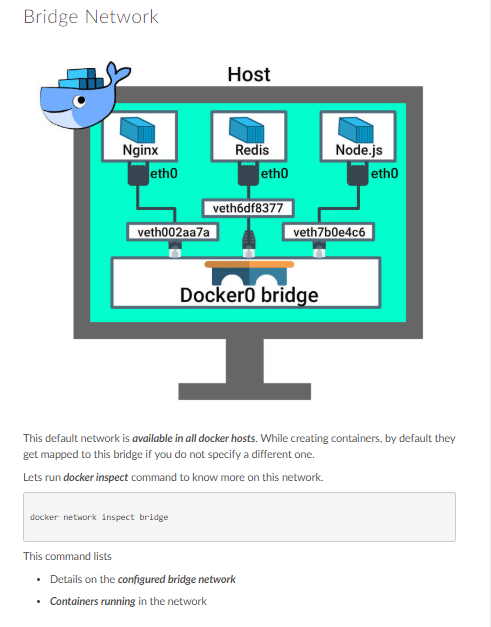 Bridge Network
Host
Nginx
Redis
Node.js
eth0
eth0
eth0
veth6df8377
veth002aa7a
veth7b0e4c6
Docker0 bridge
This default network is available in all docker hosts. While creating containers, by default they
get mapped to this bridge if you do not specify a different one.
Lets run docker inspect command to know more on this network.
docker network inspect bridge
This command lists
• Details on the configured bridge network
• Containers running in the network